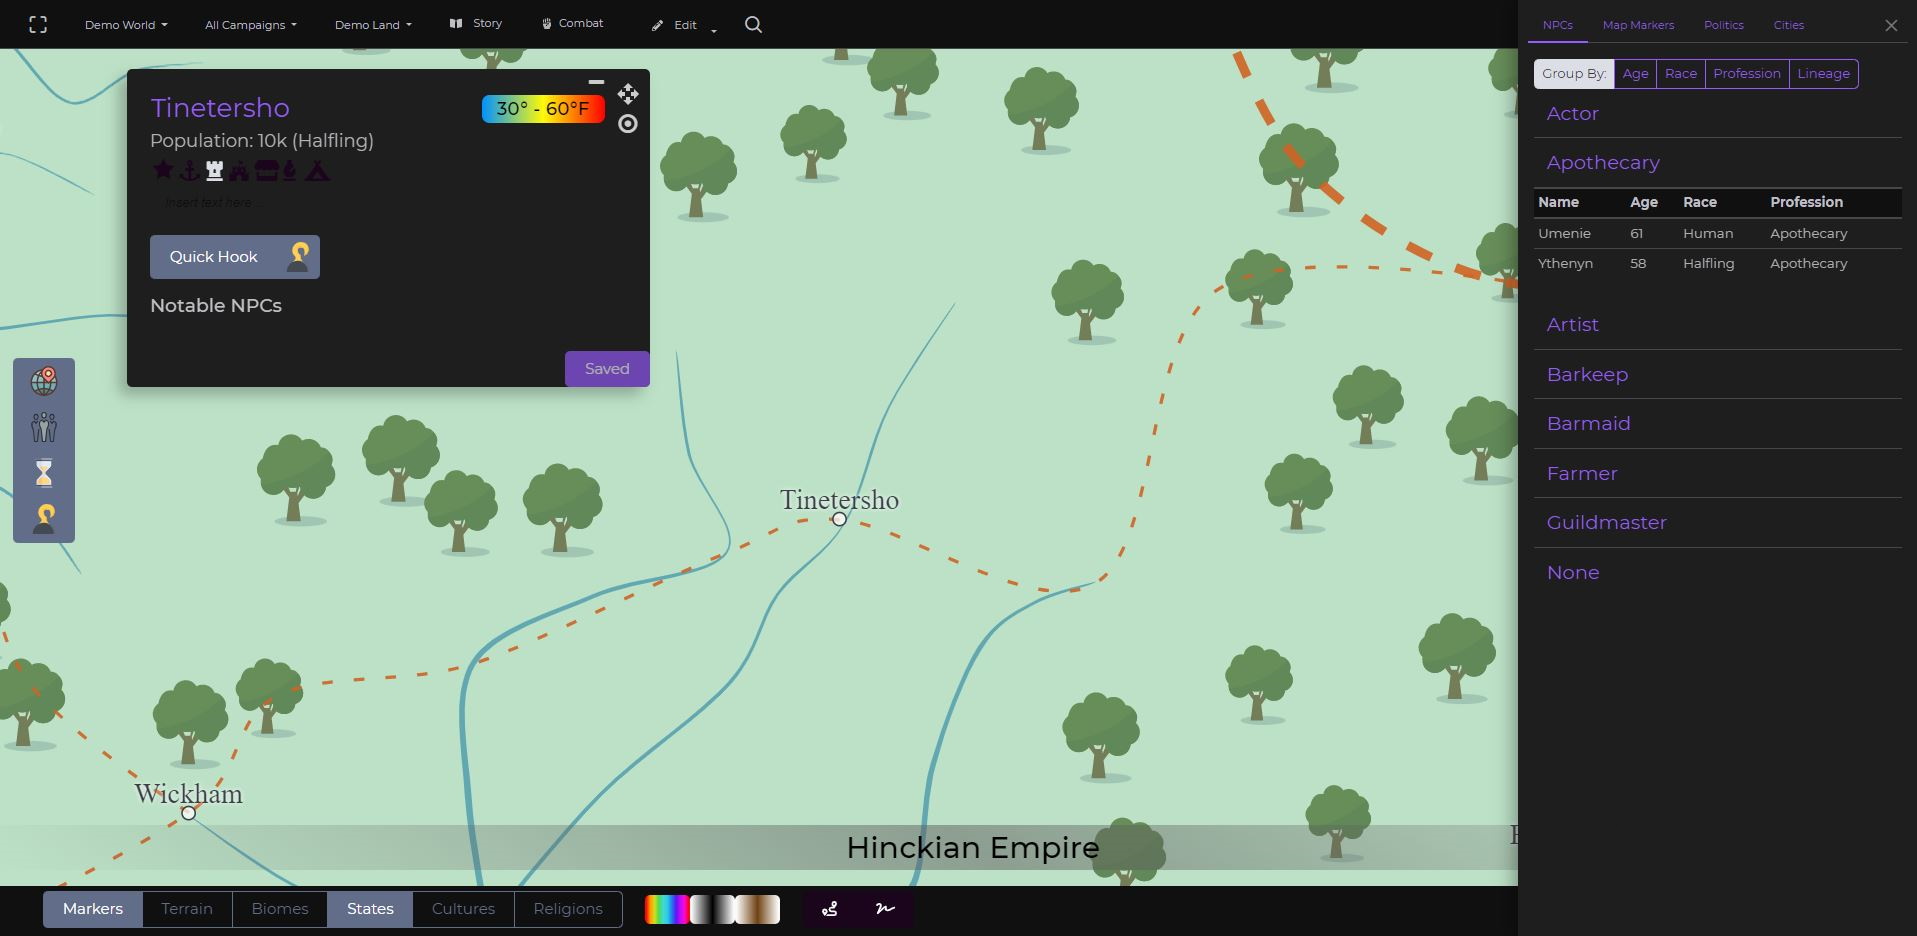 Demo World All Campaigns Demo Land Story Combat Edit
NPCs Map Markers Politics Cities
Group By: Age Race Profession Lineage
Tinetersho
30° - 60°F
Population: 10k (Halfling)
Insert text here ...
Quick Hook
Notable NPCs
Saved
Tinetersho
Wickham
Hinckian Empire
Markers Terrain Biomes States Cultures Religions
Actor
Apothecary
Name Age Race Profession
Umenie 61 Human Apothecary
Ythenyn 58 Halfling Apothecary
Artist
Barkeep
Barmaid
Farmer
Guildmaster
None